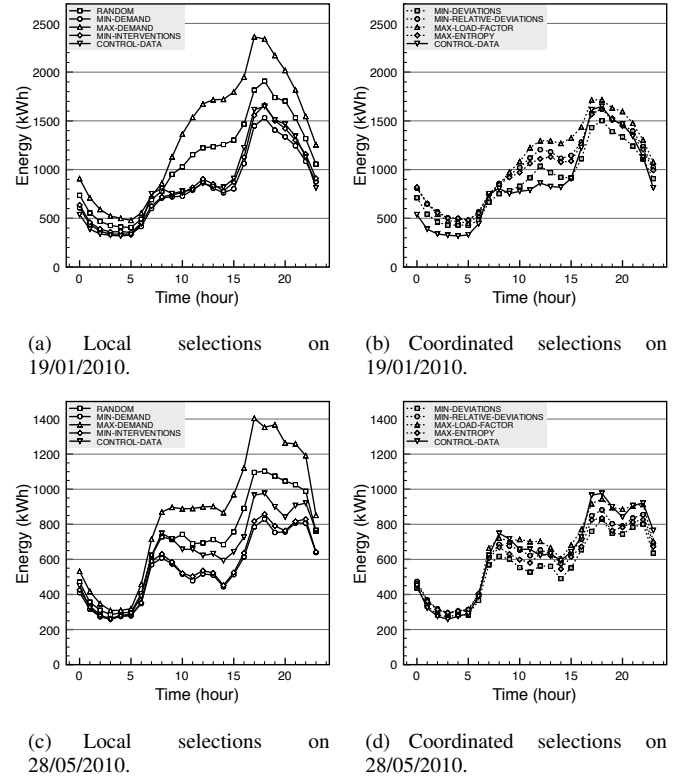 RANDOM
MIN-DEMAND
MAX-DEMAND
MIN-INTERVENTIONS
CONTROL-DATA
Energy (kWh)
2500
2000
1500
1000
500
0
0 5 10 15 20
Time (hour)
(a) Local selections on
19/01/2010.
MIN-DEVIATIONS
MIN-RELATIVE-DEVIATIONS
MAX-LOAD-FACTOR
MAX-ENTROPY
CONTROL-DATA
Energy (kWh)
2500
2000
1500
1000
500
0
0 5 10 15 20
Time (hour)
(b) Coordinated selections on
19/01/2010.
RANDOM
MIN-DEMAND
MAX-DEMAND
MIN-INTERVENTIONS
CONTROL-DATA
Energy (kWh)
1400
1200
1000
800
600
400
200
0
0 5 10 15 20
Time (hour)
(c) Local selections on
28/05/2010.
MIN-DEVIATIONS
MIN-RELATIVE-DEVIATIONS
MAX-LOAD-FACTOR
MAX-ENTROPY
CONTROL-DATA
Energy (kWh)
1400
1200
1000
800
600
400
200
0
0 5 10 15 20
Time (hour)
(d) Coordinated selections on
28/05/2010.